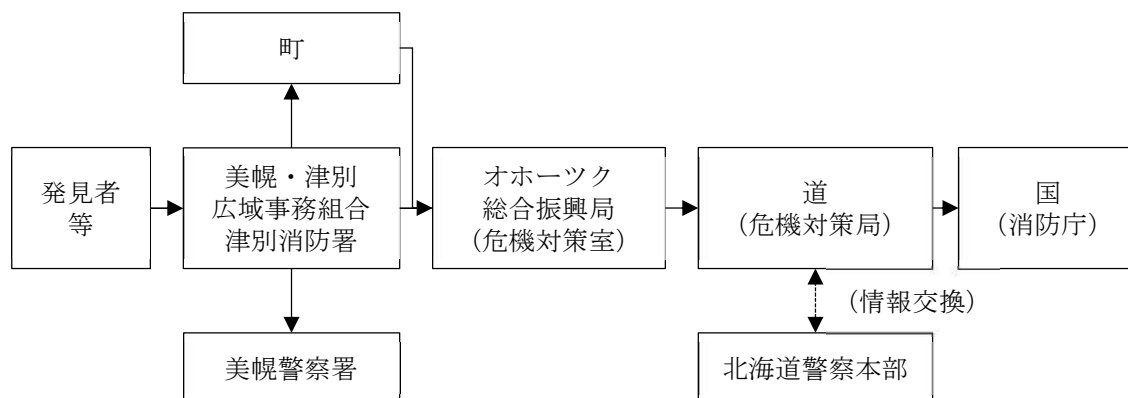 町
発見者
等
美幌・津別
広域事務組合
津別消防署
オホーツク
総合振興局
(危機対策室)
道
(危機対策局)
国
(消防庁)
(情報交換)
美幌警察署
北海道警察本部